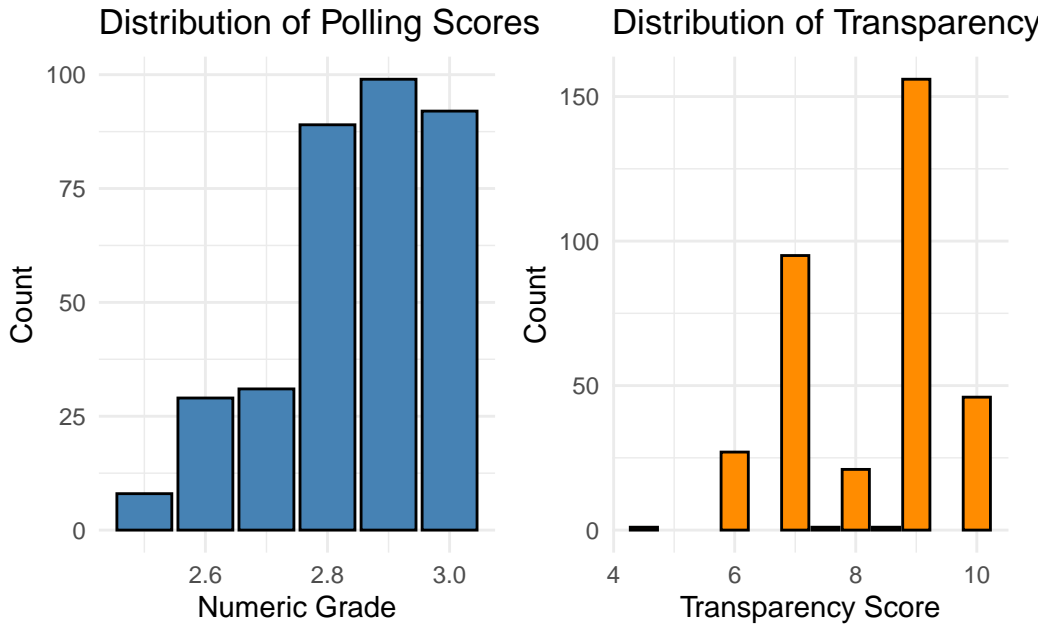 Distribution of Polling Scores
100
75
50
25
0
Count
2.6 2.8 3.0
Numeric Grade
Distribution of Transparency
150
100
50
0
Count
4 6 8 10
Transparency Score